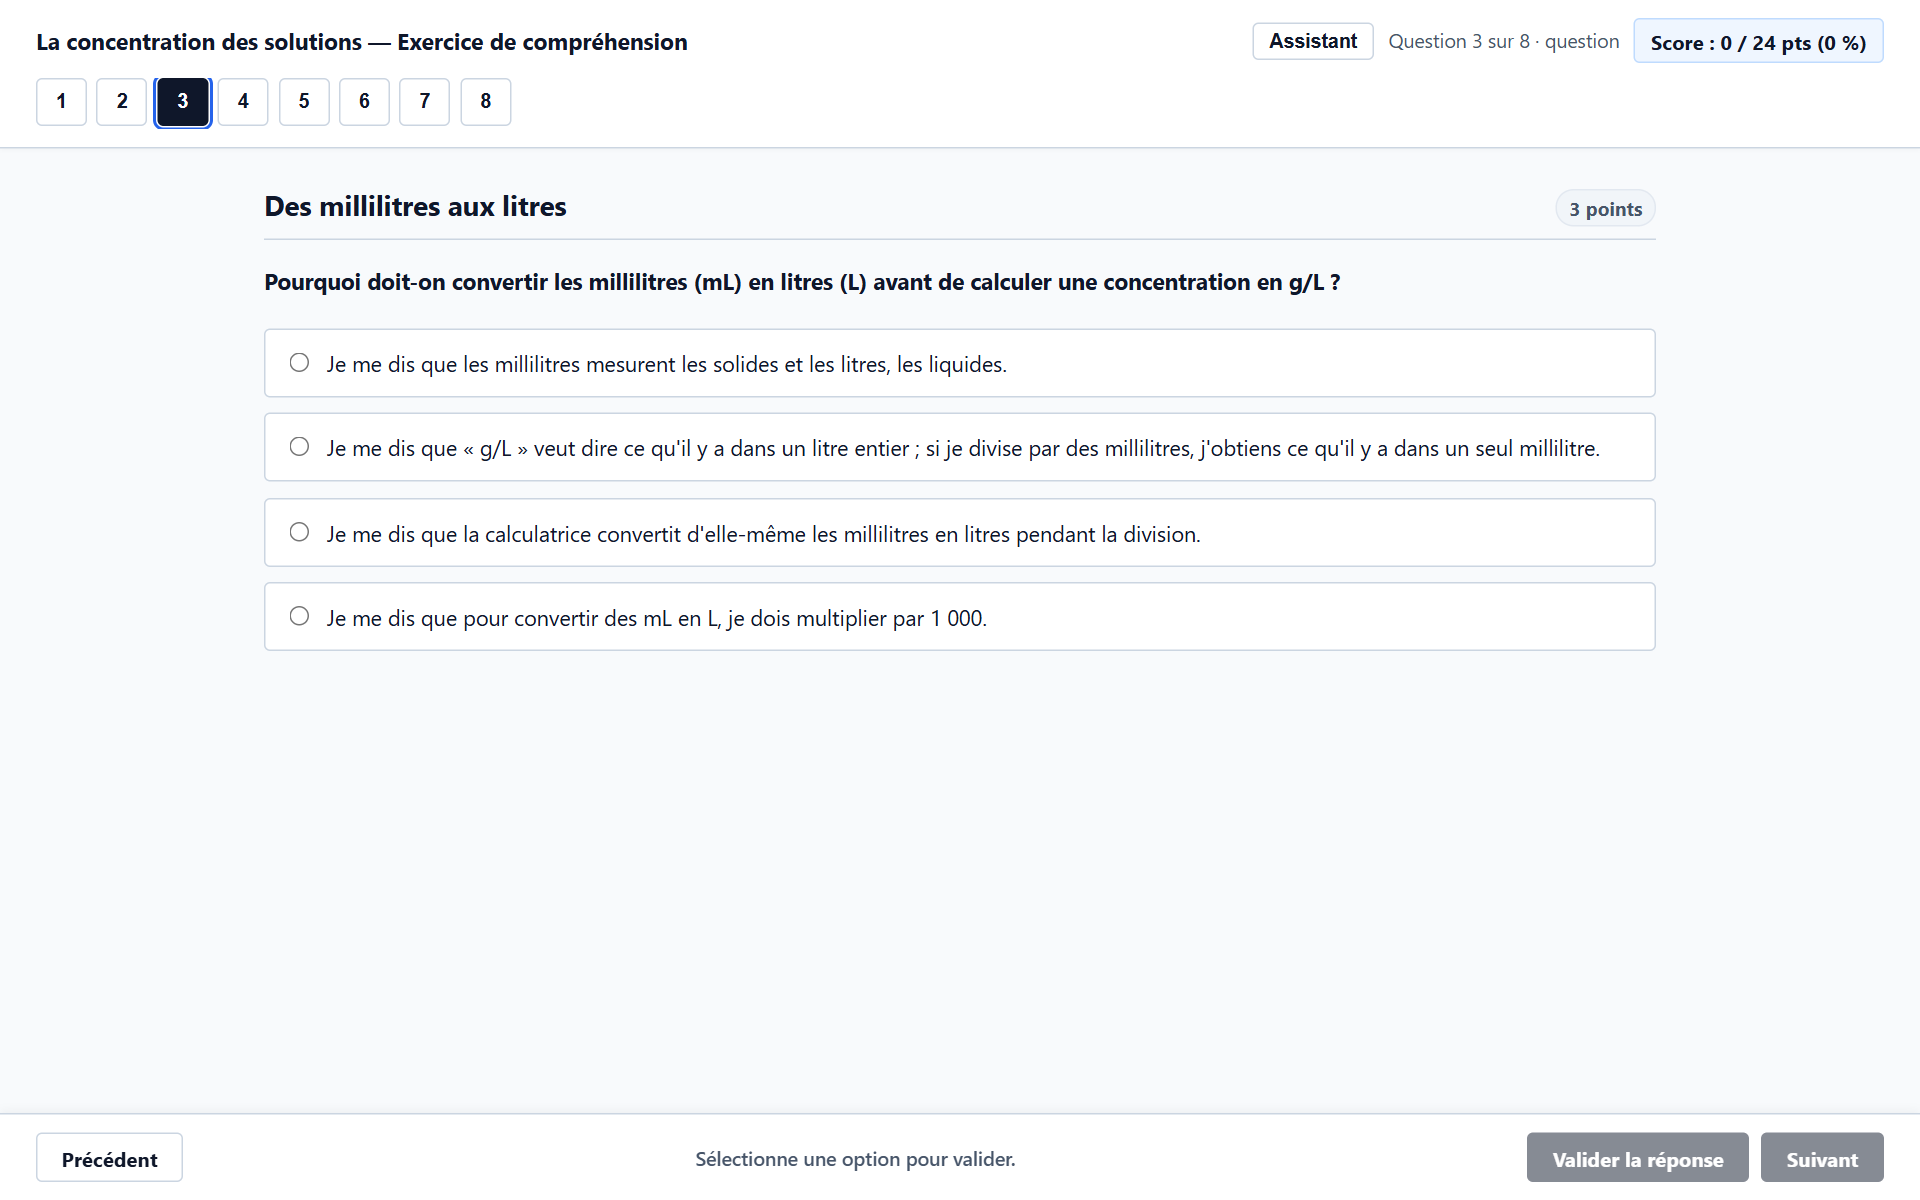 La concentration des solutions — Exercice de compréhension
Assistant
Question 3 sur 8 · question
Score : 0 / 24 pts (0 %)
1
2
3
4
5
6
7
8
Des millilitres aux litres
3 points
Pourquoi doit-on convertir les millilitres (mL) en litres (L) avant de calculer une concentration en g/L ?
Je me dis que les millilitres mesurent les solides et les litres, les liquides.
Je me dis que « g/L » veut dire ce qu'il y a dans un litre entier ; si je divise par des millilitres, j'obtiens ce qu'il y a dans un seul millilitre.
Je me dis que la calculatrice convertit d'elle-même les millilitres en litres pendant la division.
Je me dis que pour convertir des mL en L, je dois multiplier par 1 000.
Précédent
Sélectionne une option pour valider.
Valider la réponse
Suivant